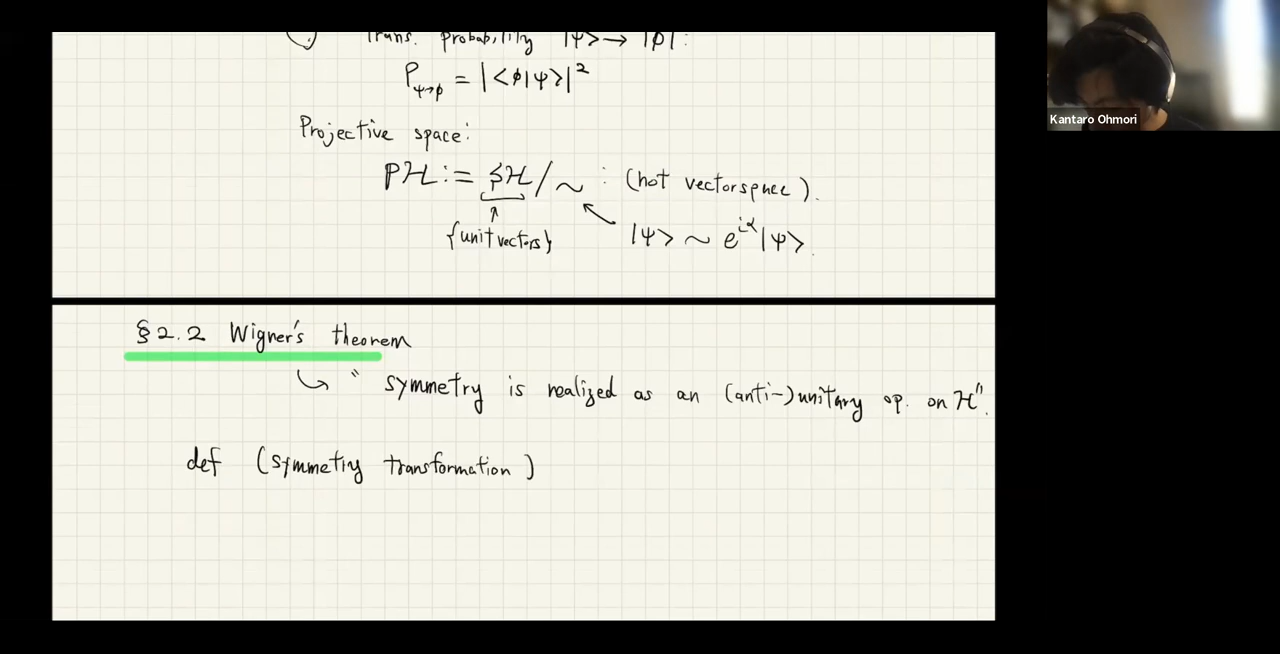 Trans. probability |ψ> → |φ> :
P_{ψ→φ} = |<φ|ψ>|²
Projective space:
PH := SH/~ : (not vectorspace).
{unit vectors} |ψ> ~ e^{iα}|ψ>.
§2.2 Wigner's theorem
↳ " symmetry is realized as an (anti-)unitary op. on H".
def (symmetry transformation)
Kantaro Ohmori